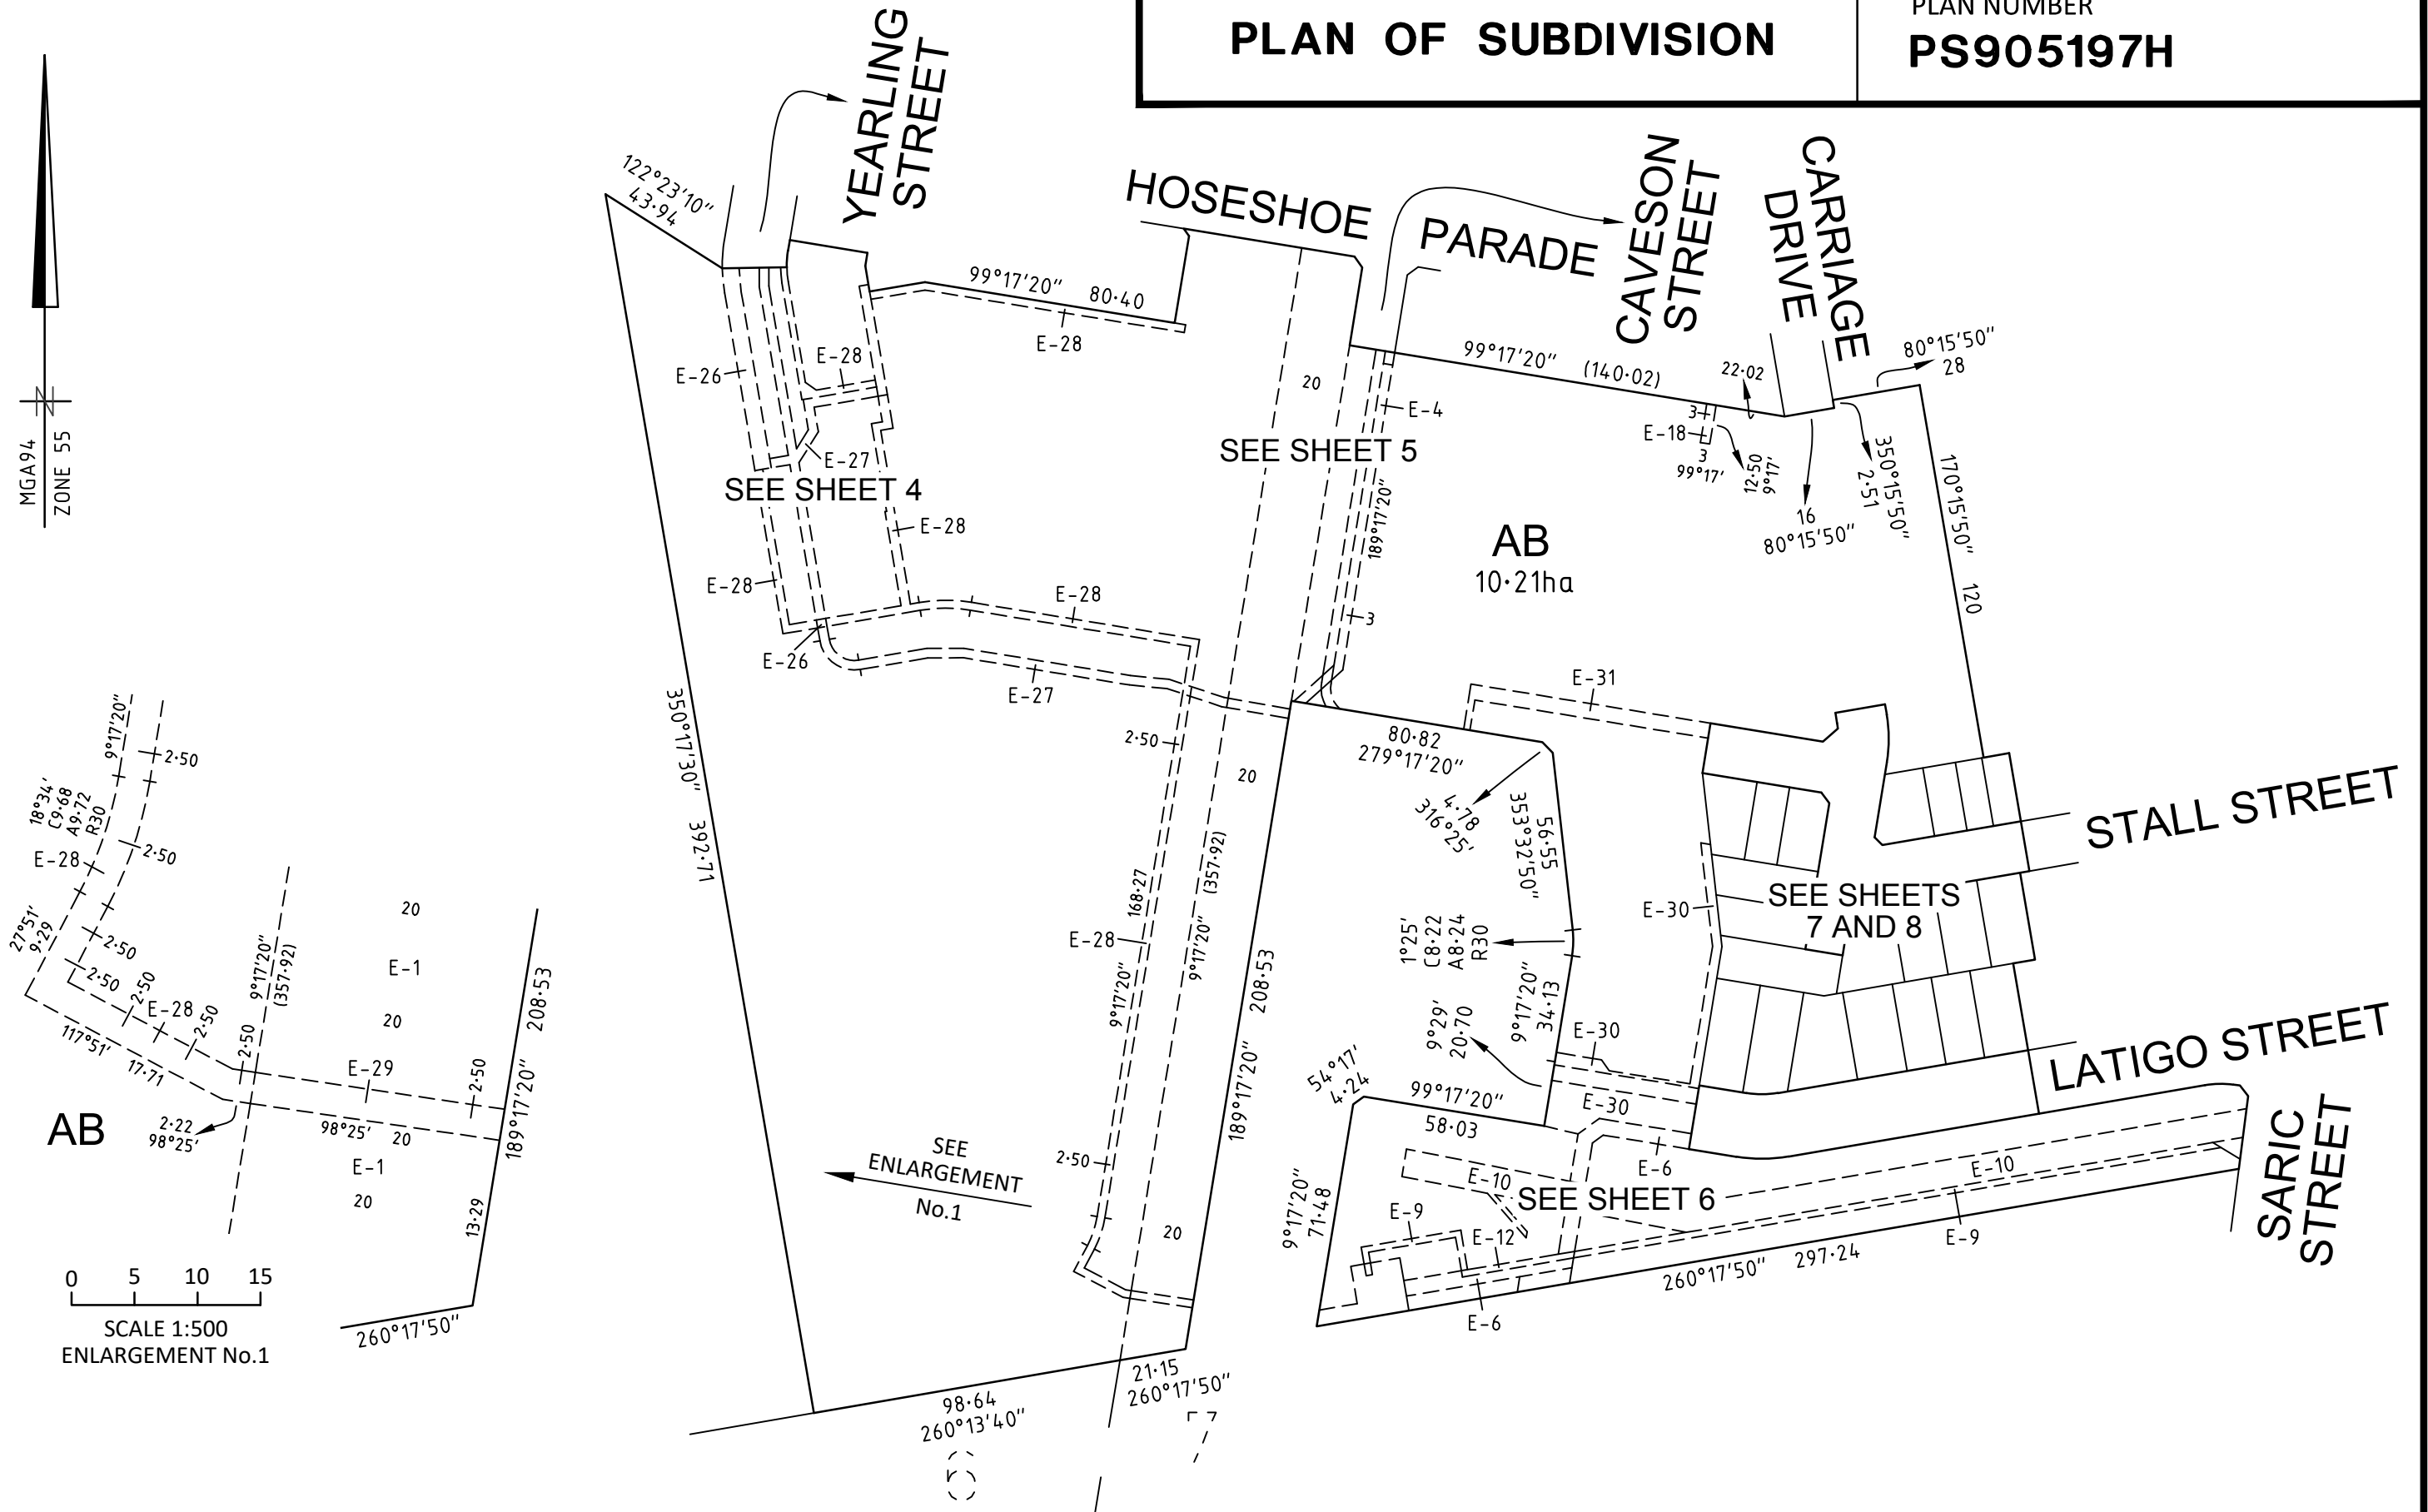 PLAN OF SUBDIVISION
PLAN NUMBER
PS905197H
MGA94
ZONE 55
YEARLING
STREET
HOSESHOE
PARADE
CAVESON
STREET
CARRIAGE
DRIVE
122°23'10"
43·94
99°17'20" 80·40
E-28
E-28
E-26
E-27
SEE SHEET 4
E-28
E-28
E-26
E-28
E-27
20
SEE SHEET 5
E-4
189°17'20"
3
99°17'20" (140·02)
22·02
3
E-18
3
99°17'
12·50
9°17'
16
80°15'50"
350°15'50"
2·51
80°15'50"
28
170°15'50" 120
AB
10·21ha
E-31
80·82
279°17'20"
4·78
316°25'
353°32'50"
56·55
1°25'
C8·22
A8·24
R30
9°17'20"
34·13
9°29'
20·70
54°17'
4·24
99°17'20"
58·03
9°17'20"
71·48
E-30
E-30
E-30
E-6
E-10
SEE SHEET 6
E-10
E-9
E-12
E-6
E-9
260°17'50" 297·24
SEE SHEETS
7 AND 8
STALL STREET
LATIGO STREET
SARIC
STREET
350°17'30" 392·71
2·50
20
168·27
(357·92)
E-28
9°17'20"
9°17'20"
189°17'20" 208·53
2·50
20
SEE
ENLARGEMENT
No.1
98·64
260°13'40"
21·15
260°17'50"
9°17'20"
2·50
18°34'
C9·68
A9·72
R30
2·50
E-28
27°51'
9·29
2·50
2·50
2·50
E-28
2·50
117°51' 17·71
9°17'20"
(357·92)
2·50
20
E-1
20
E-29
2·50
189°17'20" 208·53
AB
2·22
98°25'
98°25' 20
E-1
20
13·29
260°17'50"
0 5 10 15
SCALE 1:500
ENLARGEMENT No.1